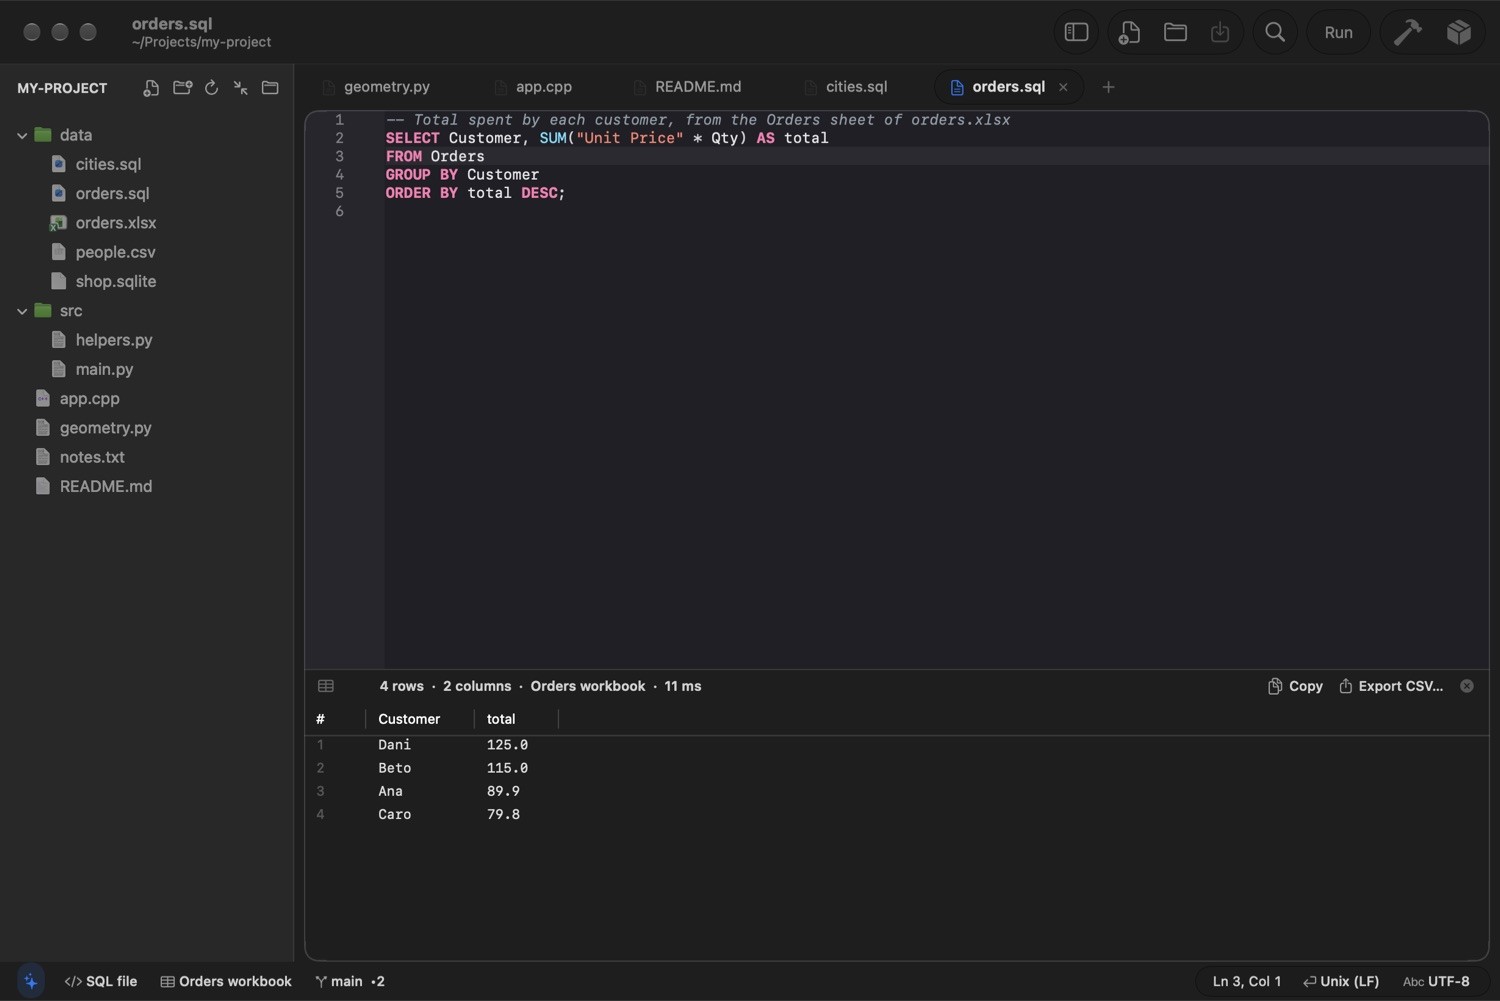 orders.sql
~/Projects/my-project
Run
MY-PROJECT
data
cities.sql
orders.sql
orders.xlsx
people.csv
shop.sqlite
src
helpers.py
main.py
app.cpp
geometry.py
notes.txt
README.md
geometry.py app.cpp README.md cities.sql orders.sql × +
1 -- Total spent by each customer, from the Orders sheet of orders.xlsx
2 SELECT Customer, SUM("Unit Price" * Qty) AS total
3 FROM Orders
4 GROUP BY Customer
5 ORDER BY total DESC;
6
4 rows · 2 columns · Orders workbook · 11 ms Copy Export CSV...
# Customer total
1 Dani 125.0
2 Beto 115.0
3 Ana 89.9
4 Caro 79.8
</> SQL file Orders workbook main •2 Ln 3, Col 1 Unix (LF) Abc UTF-8